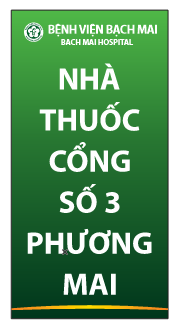 BỆNH VIỆN BẠCH MAI
BACH MAI HOSPITAL
NHÀ
THUỐC
CỔNG
SỐ 3
PHƯƠNG
MAI